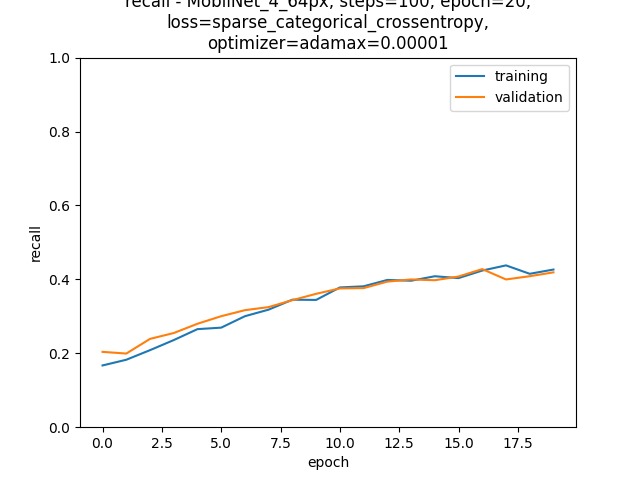 recall - MobilNet_4_64px, steps=100, epoch=20,
loss=sparse_categorical_crossentropy,
optimizer=adamax=0.00001
1.0
training
validation
0.8
0.6
recall
0.4
0.2
0.0
0.0 2.5 5.0 7.5 10.0 12.5 15.0 17.5
epoch